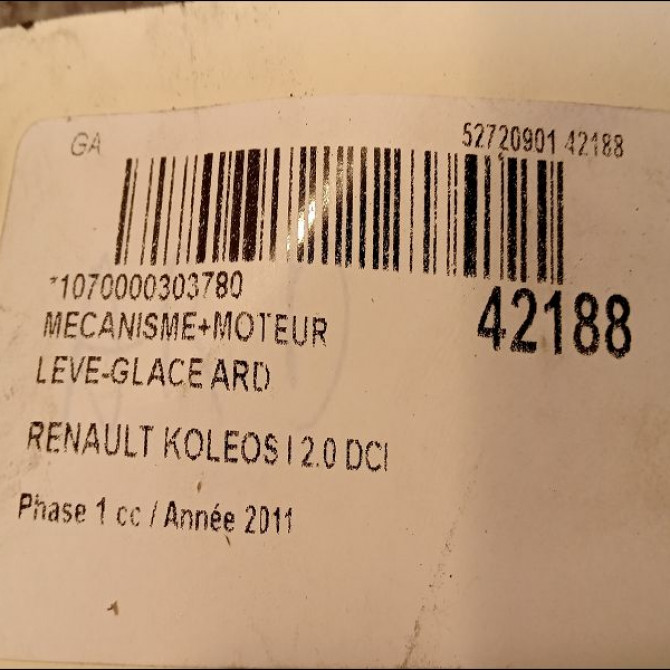 GA
52720901 42188
*1070000303780
42188
MECANISME+MOTEUR
LEVE-GLACE ARD
RENAULT KOLEOS I 2.0 DCI
Phase 1 cc / Année 2011